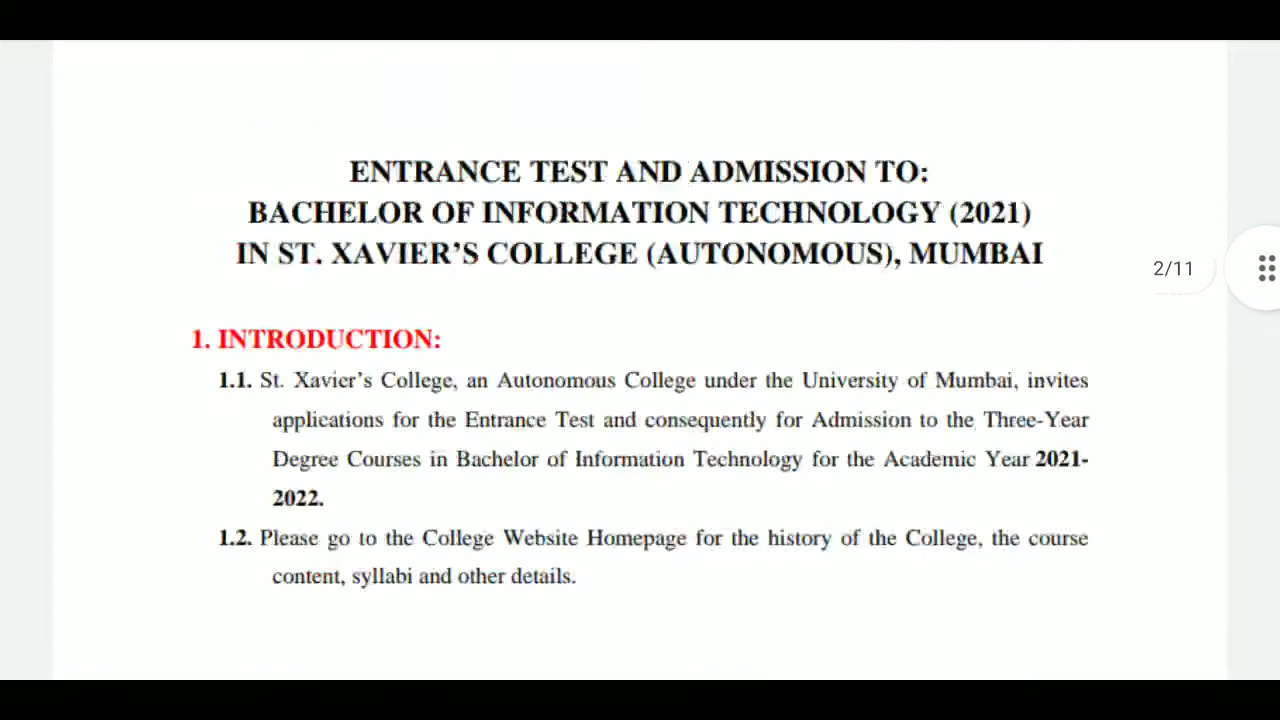 ENTRANCE TEST AND ADMISSION TO:
BACHELOR OF INFORMATION TECHNOLOGY (2021)
IN ST. XAVIER'S COLLEGE (AUTONOMOUS), MUMBAI
2/11
1. INTRODUCTION:
1.1. St. Xavier's College, an Autonomous College under the University of Mumbai, invites
applications for the Entrance Test and consequently for Admission to the Three-Year
Degree Courses in Bachelor of Information Technology for the Academic Year 2021-
2022.
1.2. Please go to the College Website Homepage for the history of the College, the course
content, syllabi and other details.